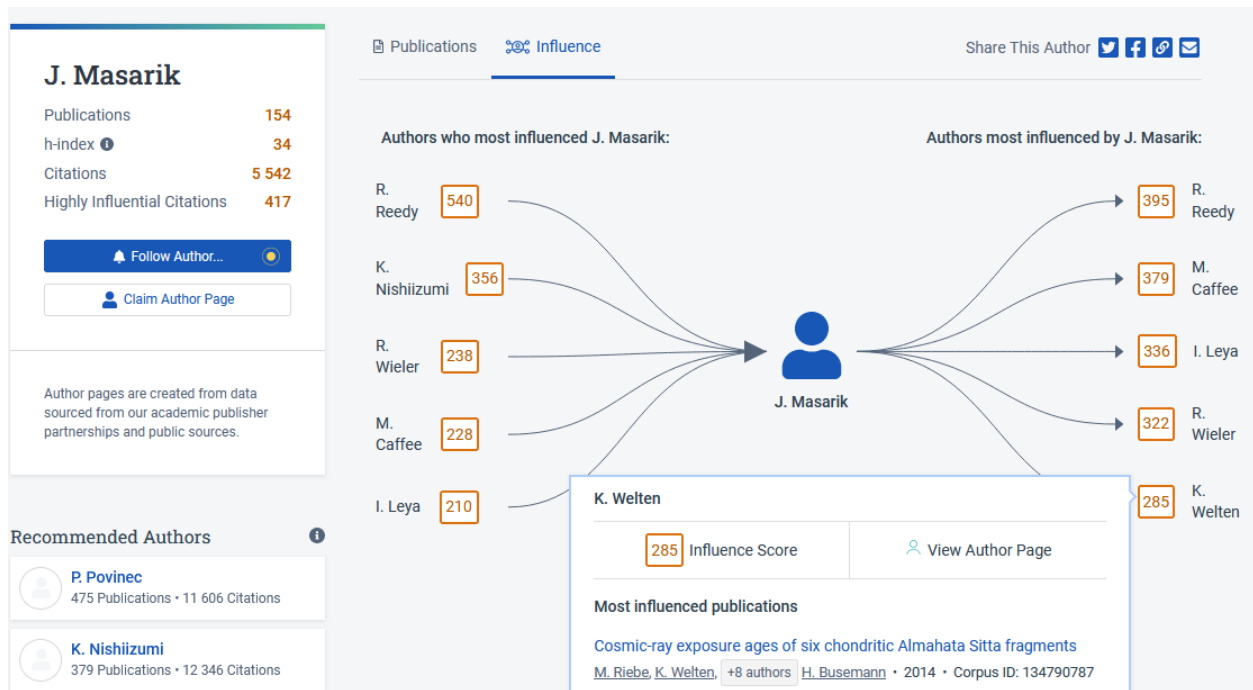 J. Masarik
Publications 154
h-index 34
Citations 5 542
Highly Influential Citations 417
Follow Author...
Claim Author Page
Author pages are created from data
sourced from our academic publisher
partnerships and public sources.
Recommended Authors
P. Povinec
475 Publications • 11 606 Citations
K. Nishiizumi
379 Publications • 12 346 Citations
Publications Influence Share This Author
Authors who most influenced J. Masarik:
R.
Reedy
540
K.
Nishiizumi
356
R.
Wieler
238
M.
Caffee
228
I. Leya
210
J. Masarik
Authors most influenced by J. Masarik:
395
R.
Reedy
379
M.
Caffee
336
I. Leya
322
R.
Wieler
285
K.
Welten
K. Welten
285 Influence Score View Author Page
Most influenced publications
Cosmic-ray exposure ages of six chondritic Almahata Sitta fragments
M. Riebe, K. Welten, +8 authors H. Busemann • 2014 • Corpus ID: 134790787